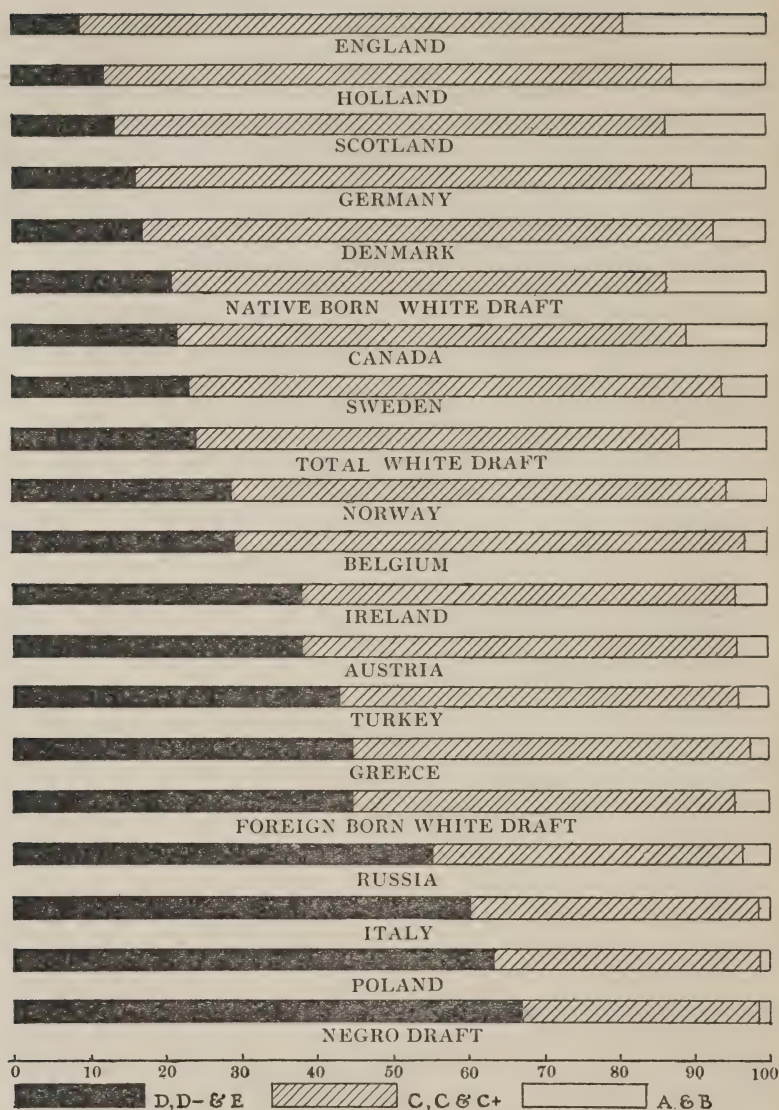 ENGLAND
HOLLAND
SCOTLAND
GERMANY
DENMARK
NATIVE BORN WHITE DRAFT
CANADA
SWEDEN
TOTAL WHITE DRAFT
NORWAY
BELGIUM
IRELAND
AUSTRIA
TURKEY
GREECE
FOREIGN BORN WHITE DRAFT
RUSSIA
ITALY
POLAND
NEGRO DRAFT
0 10 20 30 40 50 60 70 80 90 100
D, D- & E C, C & C+ A & B